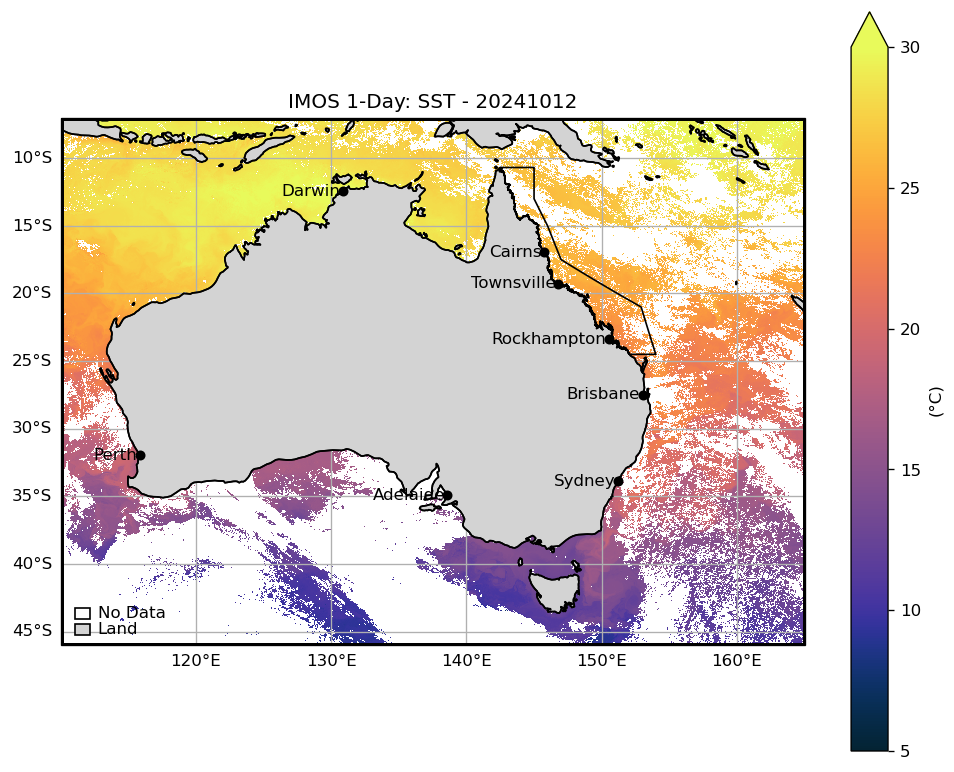 IMOS 1-Day: SST - 20241012
30
10°S
Darwin
25
15°S
Cairns
Townsville
20°S
20
Rockhampton
25°S
Brisbane
(°C)
30°S
Perth
15
Sydney
35°S
Adelaide
40°S
10
No Data
Land
45°S
120°E 130°E 140°E 150°E 160°E
5